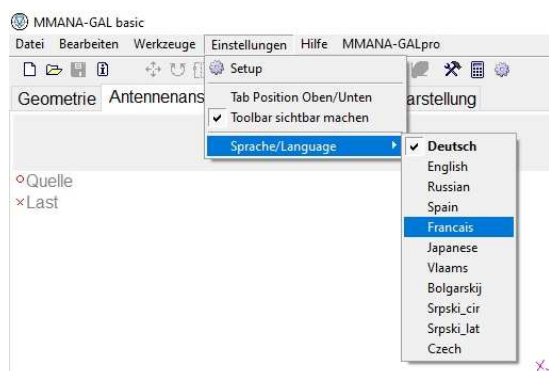 MMANA-GAL basic
Datei Bearbeiten Werkzeuge Einstellungen Hilfe MMANA-GALpro
Setup
Geometrie Antennenans arstellung
Tab Position Oben/Unten
Toolbar sichtbar machen
Sprache/Language
Deutsch
English
Russian
Spain
Francais
Japanese
Vlaams
Bolgarskij
Srpski_cir
Srpski_lat
Czech
Quelle
Last
X